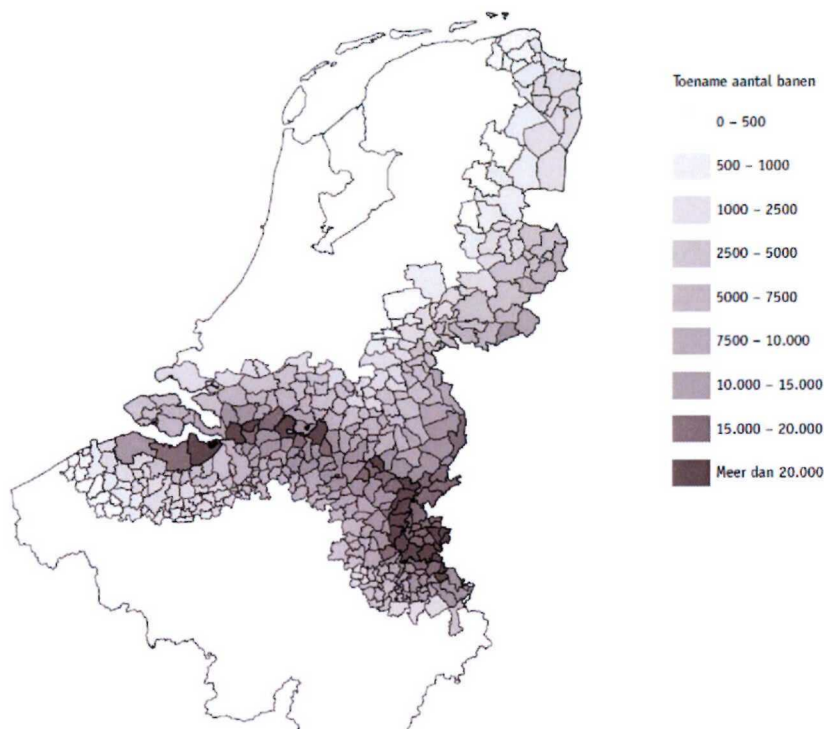 Toename aantal banen
0 – 500
500 – 1000
1000 – 2500
2500 – 5000
5000 – 7500
7500 – 10.000
10.000 – 15.000
15.000 – 20.000
Meer dan 20.000